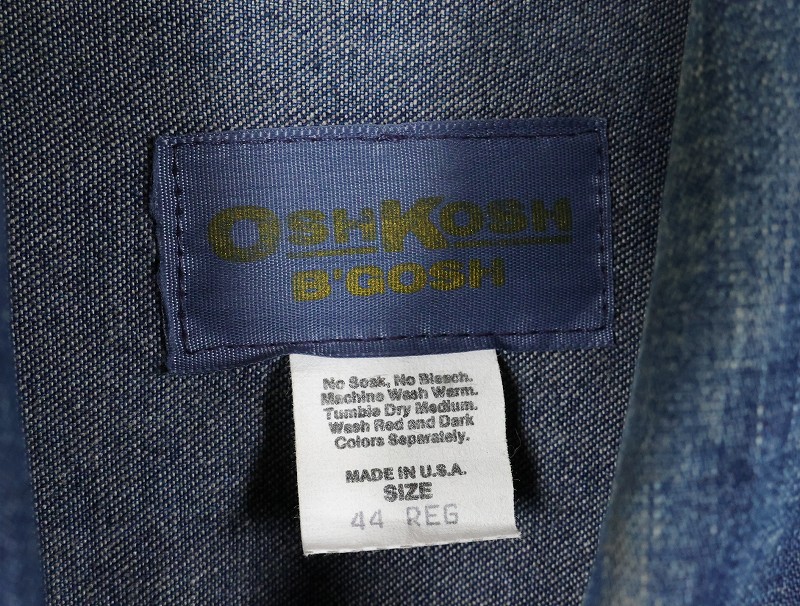 OSHKOSH
B'GOSH
No Soak, No Bleach.
Machine Wash Warm.
Tumble Dry Medium.
Wash Red and Dark
Colors Separately.
MADE IN U.S.A.
SIZE
44 REG